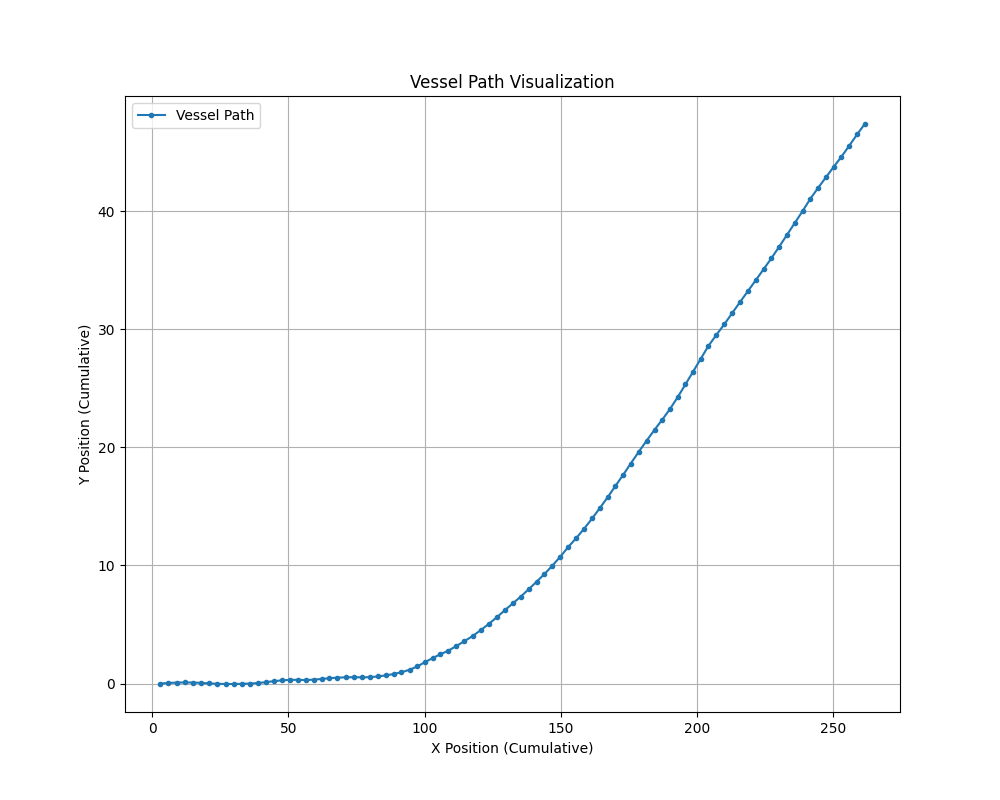 Vessel Path Visualization
Vessel Path
Y Position (Cumulative)
40
30
20
10
0
0 50 100 150 200 250
X Position (Cumulative)